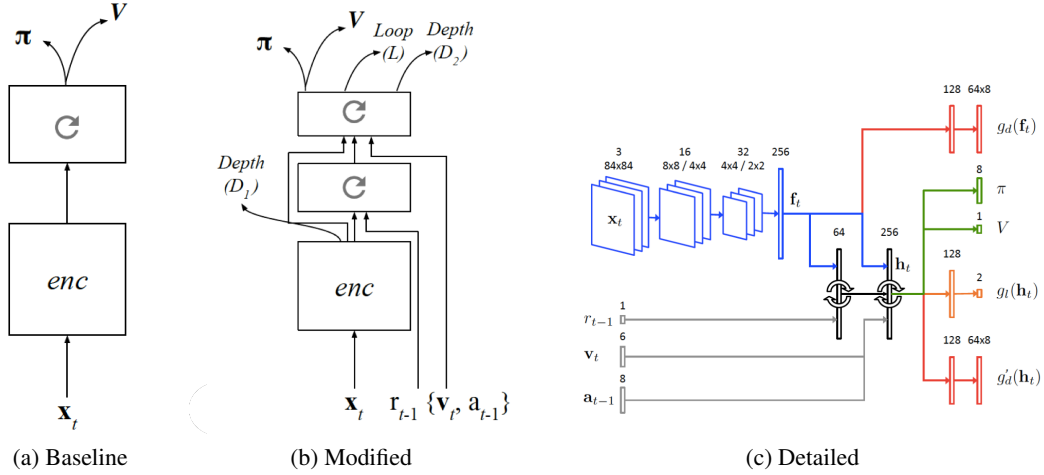 π
V
enc
x_t
(a) Baseline
π
V
Loop
(L)
Depth
(D_2)
Depth
(D_1)
enc
x_t r_{t-1} {v_t, a_{t-1}}
(b) Modified
3
84x84
16
8x8 / 4x4
32
4x4 / 2x2
256
x_t
f_t
64
256
h_t
1
r_{t-1}
6
v_t
8
a_{t-1}
128 64x8
g_d(f_t)
8
π
1
V
128
2
g_l(h_t)
128 64x8
g'_d(h_t)
(c) Detailed